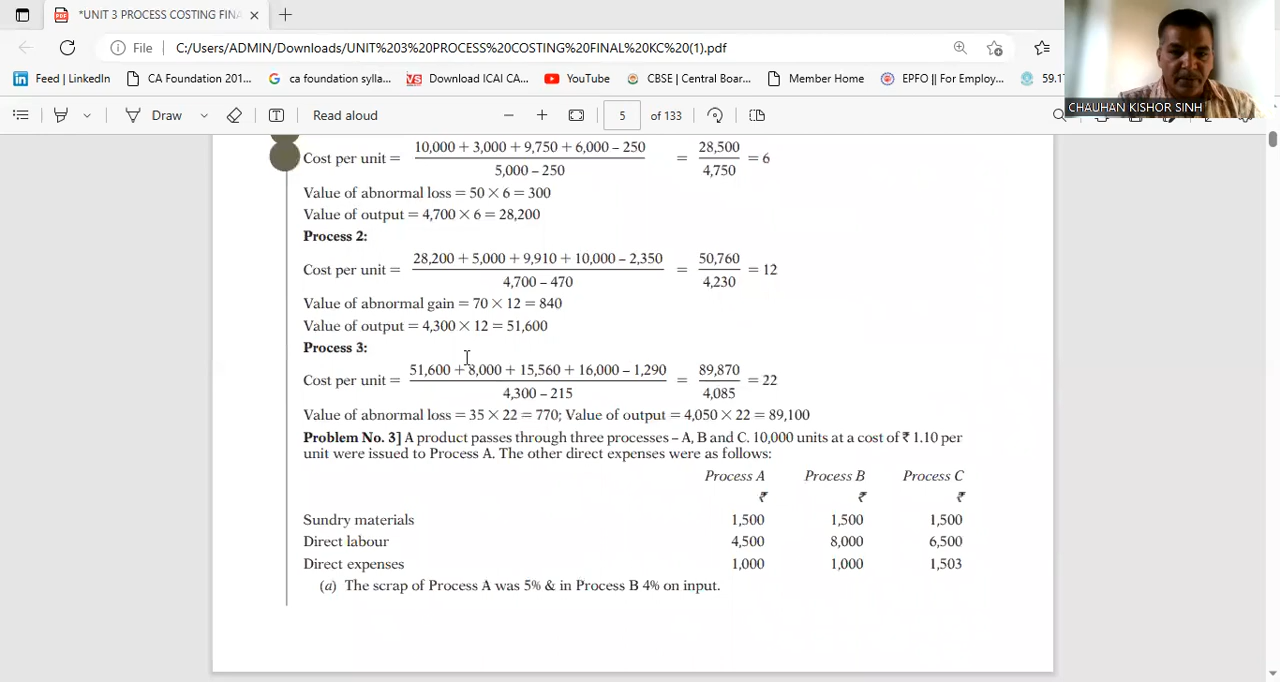 *UNIT 3 PROCESS COSTING FINA
File C:/Users/ADMIN/Downloads/UNIT%203%20PROCESS%20COSTING%20FINAL%20KC%20(1).pdf
Feed | LinkedIn CA Foundation 201... ca foundation sylla... Download ICAI CA... YouTube CBSE | Central Boar... Member Home EPFO || For Employ... 59.1
CHAUHAN KISHOR SINH
Draw Read aloud 5 of 133
Cost per unit = 10,000 + 3,000 + 9,750 + 6,000 – 250 / 5,000 – 250 = 28,500 / 4,750 = 6
Value of abnormal loss = 50 × 6 = 300
Value of output = 4,700 × 6 = 28,200
Process 2:
Cost per unit = 28,200 + 5,000 + 9,910 + 10,000 – 2,350 / 4,700 – 470 = 50,760 / 4,230 = 12
Value of abnormal gain = 70 × 12 = 840
Value of output = 4,300 × 12 = 51,600
Process 3:
Cost per unit = 51,600 + 8,000 + 15,560 + 16,000 – 1,290 / 4,300 – 215 = 89,870 / 4,085 = 22
Value of abnormal loss = 35 × 22 = 770; Value of output = 4,050 × 22 = 89,100
Problem No. 3] A product passes through three processes – A, B and C. 10,000 units at a cost of ₹ 1.10 per
unit were issued to Process A. The other direct expenses were as follows:
Process A Process B Process C
₹ ₹ ₹
Sundry materials 1,500 1,500 1,500
Direct labour 4,500 8,000 6,500
Direct expenses 1,000 1,000 1,503
(a) The scrap of Process A was 5% & in Process B 4% on input.